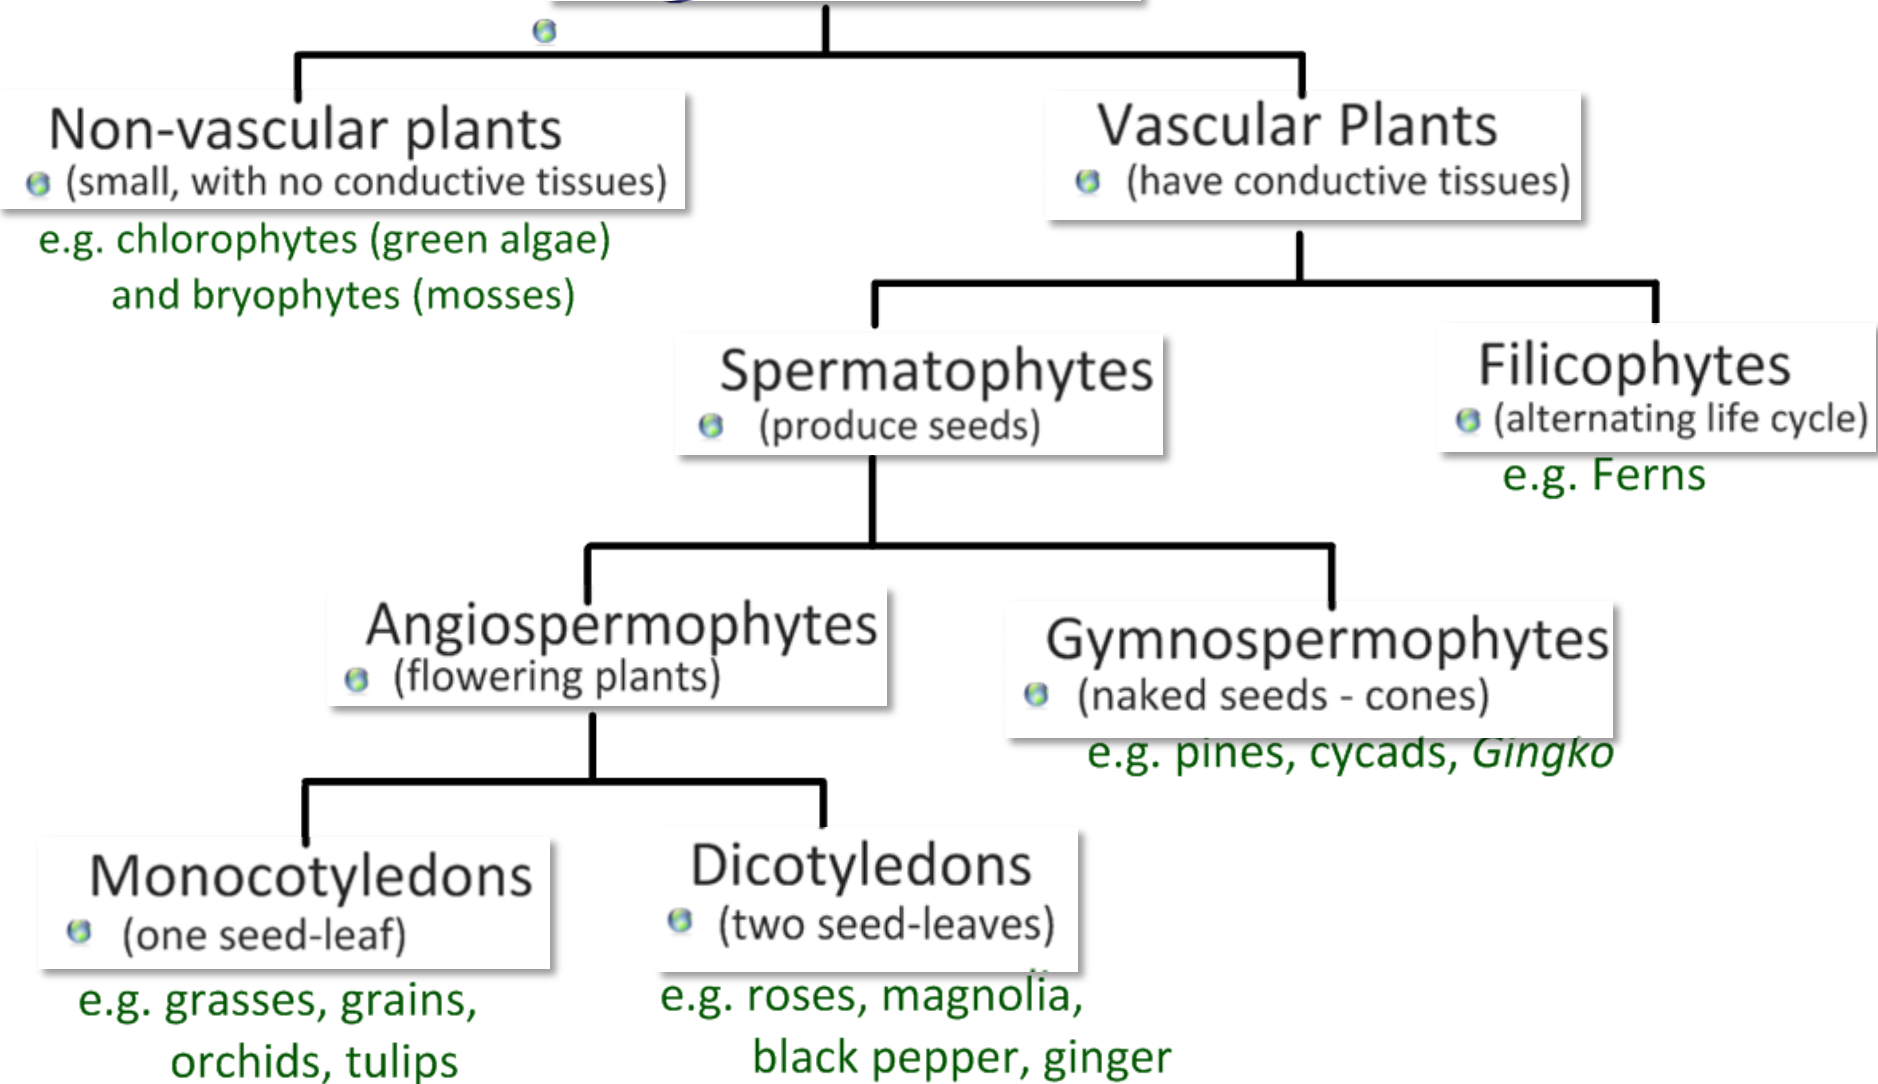 Non-vascular plants
(small, with no conductive tissues)
e.g. chlorophytes (green algae)
and bryophytes (mosses)
Vascular Plants
(have conductive tissues)
Spermatophytes
(produce seeds)
Filicophytes
(alternating life cycle)
e.g. Ferns
Angiospermophytes
(flowering plants)
Gymnospermophytes
(naked seeds - cones)
e.g. pines, cycads, Gingko
Monocotyledons
(one seed-leaf)
e.g. grasses, grains,
orchids, tulips
Dicotyledons
(two seed-leaves)
e.g. roses, magnolia,
black pepper, ginger